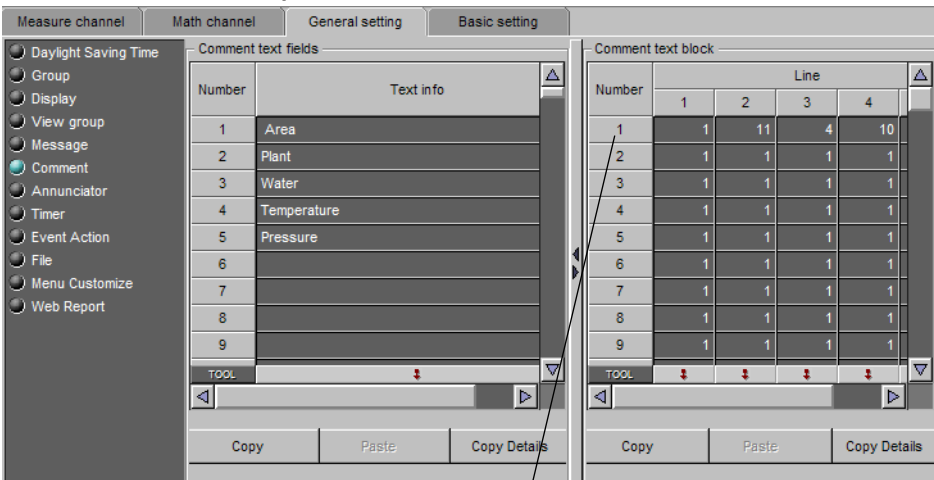 Measure channel Math channel General setting Basic setting
Daylight Saving Time
Group
Display
View group
Message
Comment
Annunciator
Timer
Event Action
File
Menu Customize
Web Report
Comment text fields
Number Text info
1 Area
2 Plant
3 Water
4 Temperature
5 Pressure
6
7
8
9
TOOL
Copy Paste Copy Details
Comment text block
Number Line
1 2 3 4
1 1 11 4 10
2 1 1 1 1
3 1 1 1 1
4 1 1 1 1
5 1 1 1 1
6 1 1 1 1
7 1 1 1 1
8 1 1 1 1
9 1 1 1 1
TOOL
Copy Paste Copy Details